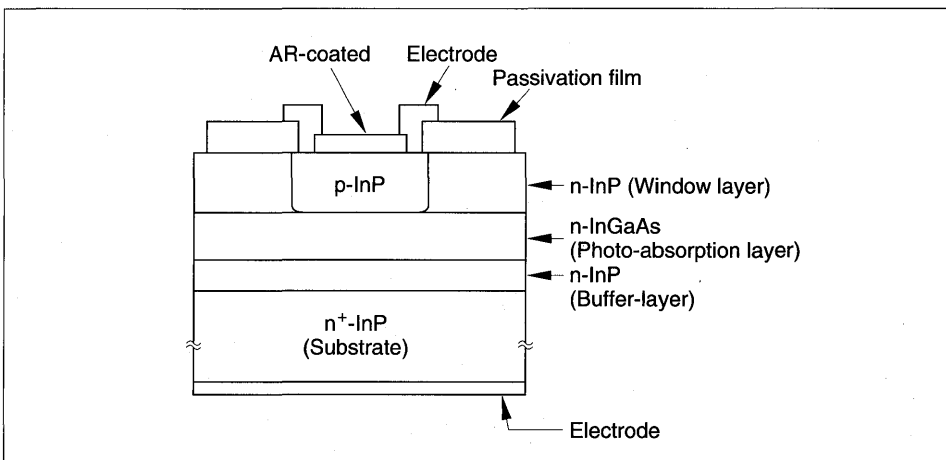 AR-coated
Electrode
Passivation film
p-InP
n-InP (Window layer)
n-InGaAs
(Photo-absorption layer)
n-InP
(Buffer-layer)
n+-InP
(Substrate)
Electrode